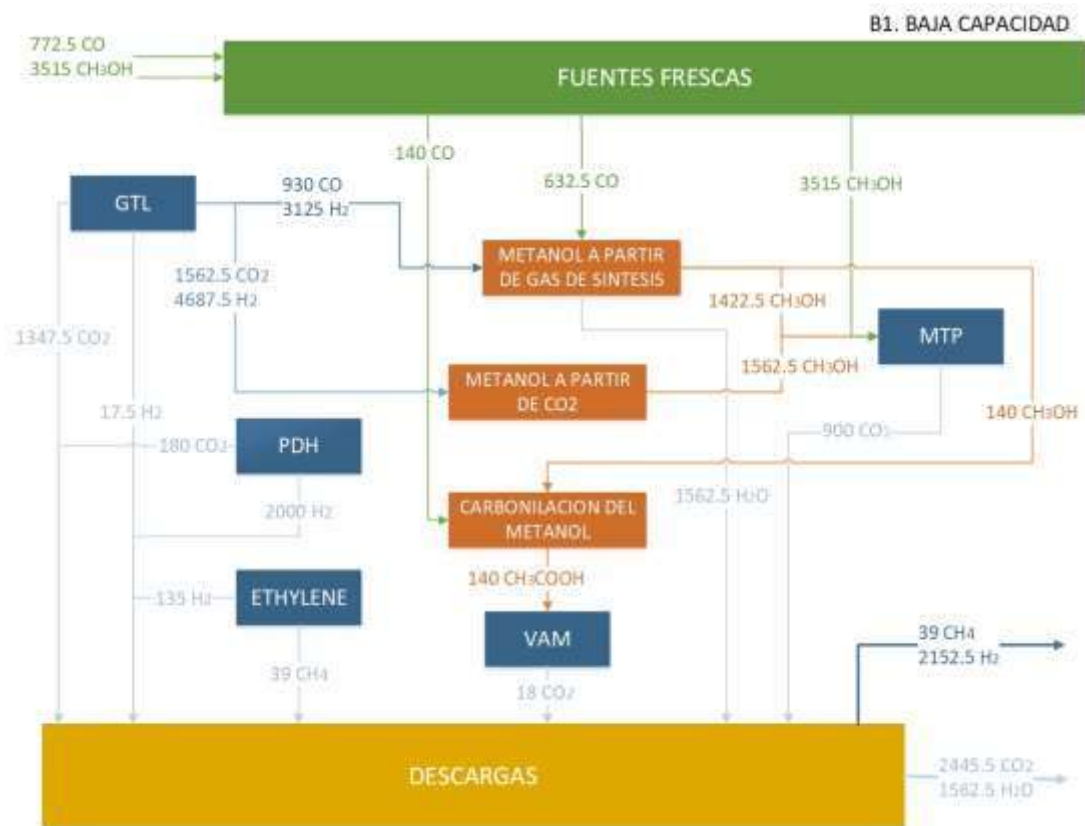 B1. BAJA CAPACIDAD
772.5 CO
3515 CH3OH
FUENTES FRESCAS
140 CO
632.5 CO
3515 CH3OH
GTL
930 CO
3125 H2
METANOL A PARTIR
DE GAS DE SINTESIS
1562.5 CO2
4687.5 H2
1422.5 CH3OH
1347.5 CO2
MTP
1562.5 CH3OH
METANOL A PARTIR
DE CO2
17.5 H2
140 CH3OH
900 CO2
180 CO2
PDH
1562.5 H2O
CARBONILACION DEL
METANOL
2000 H2
140 CH3COOH
135 H2
ETHYLENE
VAM
39 CH4
2152.5 H2
39 CH4
18 CO2
DESCARGAS
2445.5 CO2
1562.5 H2O